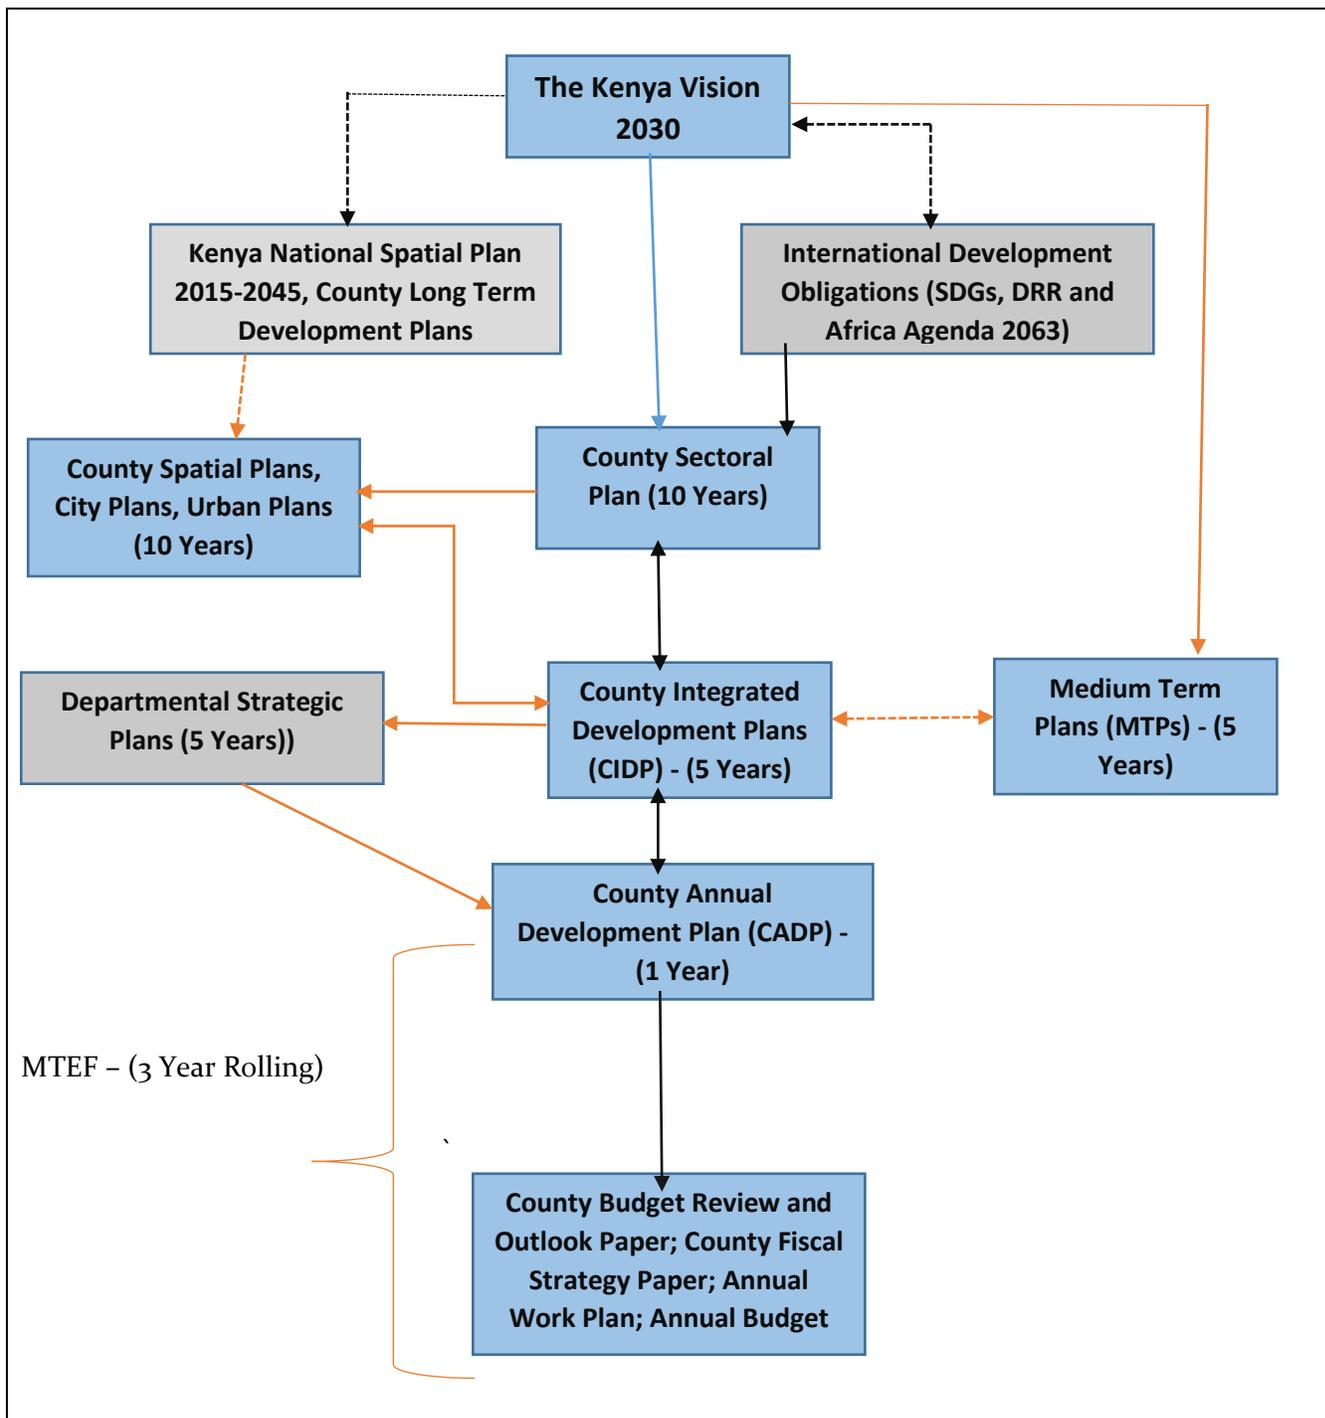 The Kenya Vision
2030
Kenya National Spatial Plan
2015-2045, County Long Term
Development Plans
International Development
Obligations (SDGs, DRR and
Africa Agenda 2063)
County Spatial Plans,
City Plans, Urban Plans
(10 Years)
County Sectoral
Plan (10 Years)
Departmental Strategic
Plans (5 Years))
County Integrated
Development Plans
(CIDP) - (5 Years)
Medium Term
Plans (MTPs) - (5
Years)
County Annual
Development Plan (CADP) -
(1 Year)
MTEF – (3 Year Rolling)
`
County Budget Review and
Outlook Paper; County Fiscal
Strategy Paper; Annual
Work Plan; Annual Budget